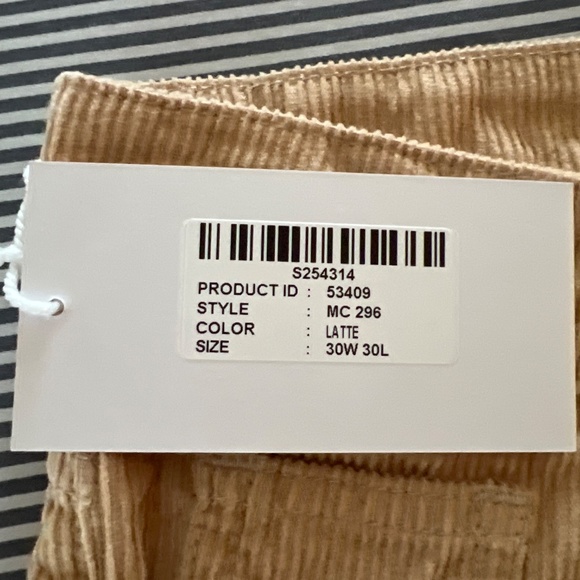 S254314
PRODUCT ID : 53409
STYLE : MC 296
COLOR : LATTE
SIZE : 30W 30L